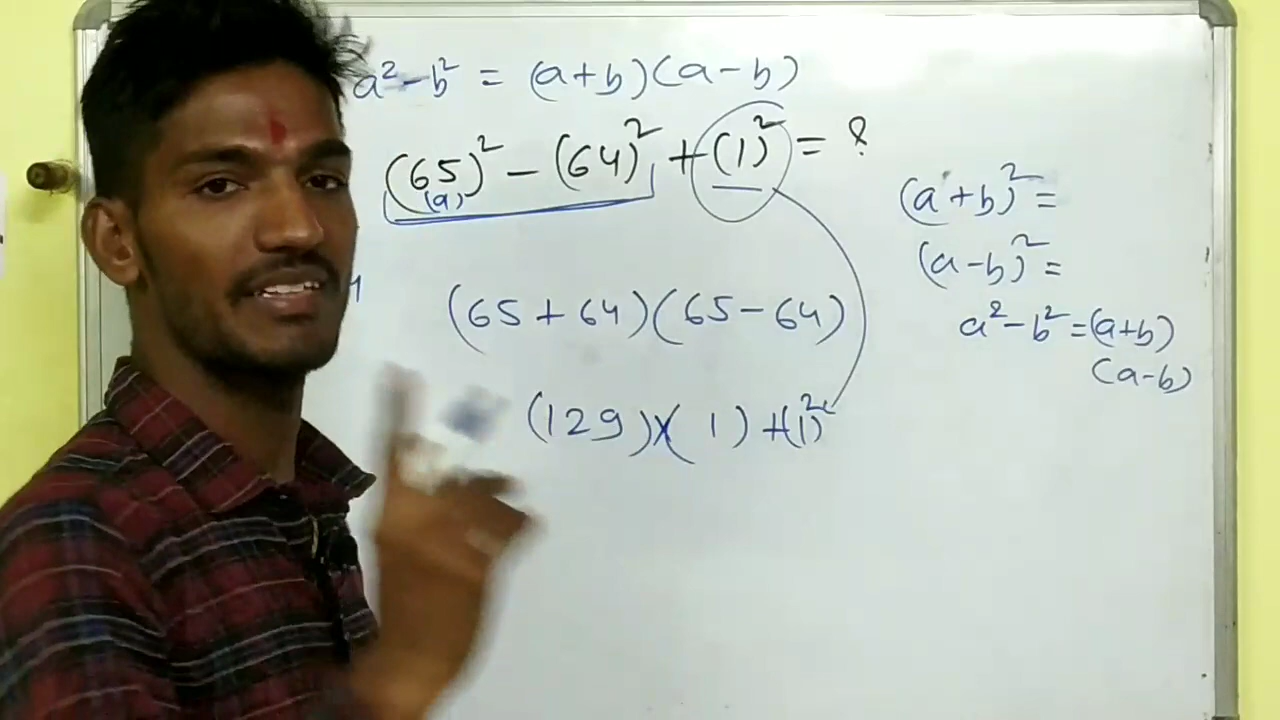 a² - b² = (a+b)(a-b)
(65)² - (64)² + (1)² = ?
(a)
(65+64)(65-64)
(129)×(1)+(1)²
(a+b)² =
(a-b)² =
a² - b² = (a+b)
(a-b)